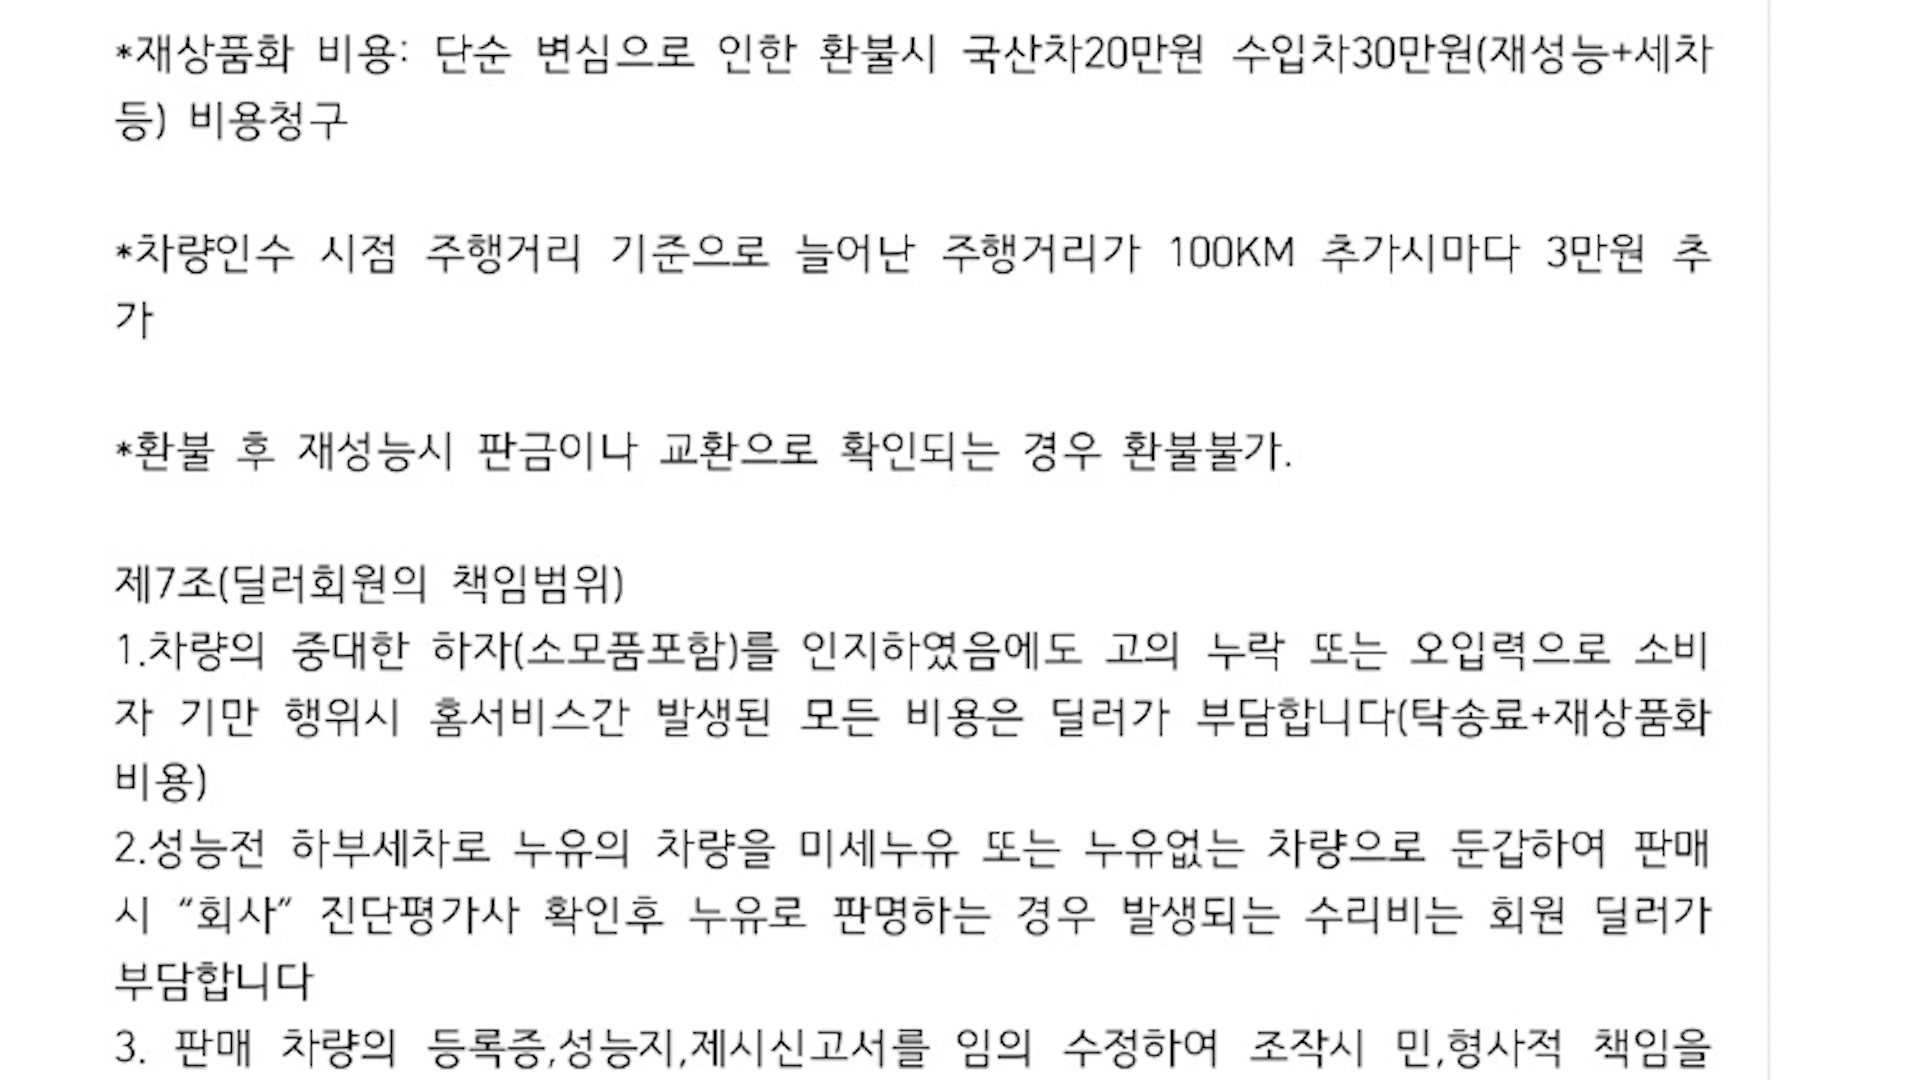 *재상품화 비용: 단순 변심으로 인한 환불시 국산차20만원 수입차30만원(재성능+세차
등) 비용청구
*차량인수 시점 주행거리 기준으로 늘어난 주행거리가 100KM 추가시마다 3만원 추
가
*환불 후 재성능시 판금이나 교환으로 확인되는 경우 환불불가.
제7조(딜러회원의 책임범위)
1.차량의 중대한 하자(소모품포함)를 인지하였음에도 고의 누락 또는 오입력으로 소비
자 기만 행위시 홈서비스간 발생된 모든 비용은 딜러가 부담합니다(탁송료+재상품화
비용)
2.성능전 하부세차로 누유의 차량을 미세누유 또는 누유없는 차량으로 둔갑하여 판매
시 “회사” 진단평가사 확인후 누유로 판명하는 경우 발생되는 수리비는 회원 딜러가
부담합니다
3. 판매 차량의 등록증,성능지,제시신고서를 임의 수정하여 조작시 민,형사적 책임을